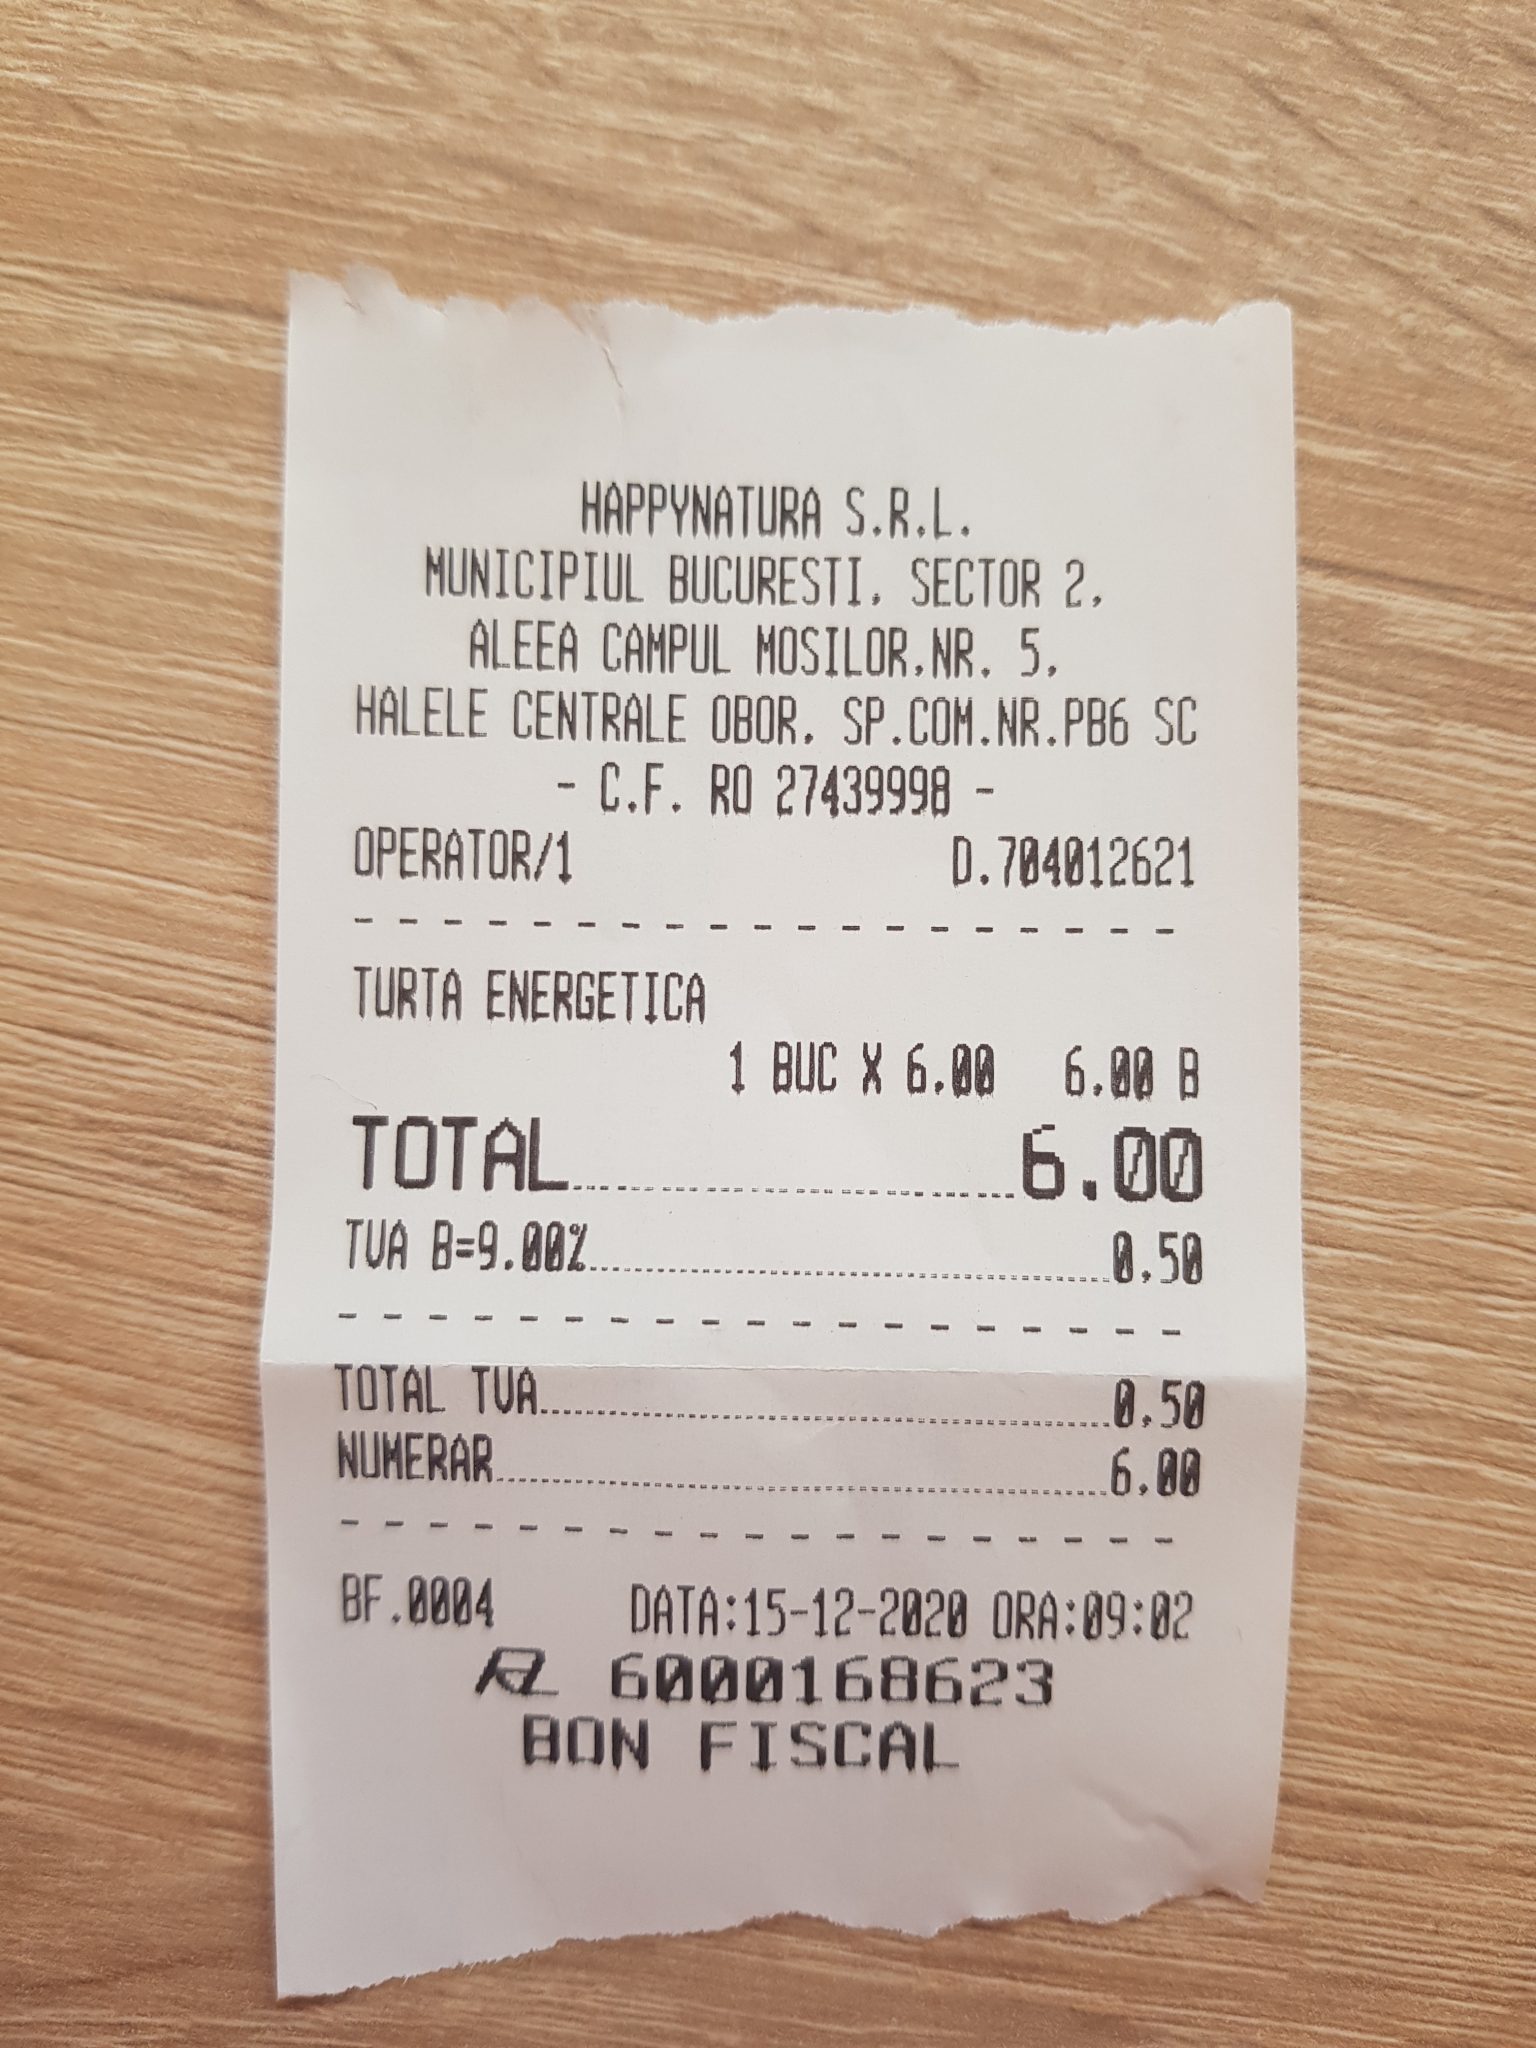 HAPPYNATURA S.R.L.
MUNICIPIUL BUCURESTI, SECTOR 2,
ALEEA CAMPUL MOSILOR,NR. 5,
HALELE CENTRALE OBOR, SP.COM.NR.PB6 SC
- C.F. RO 27439998 -
OPERATOR/1 D.704012621
TURTA ENERGETICA
1 BUC X 6.00 6.00 B
TOTAL 6.00
TVA B=9.00% 0.50
TOTAL TVA 0.50
NUMERAR 6.00
BF.0004 DATA:15-12-2020 ORA:09:02
6000168623
BON FISCAL